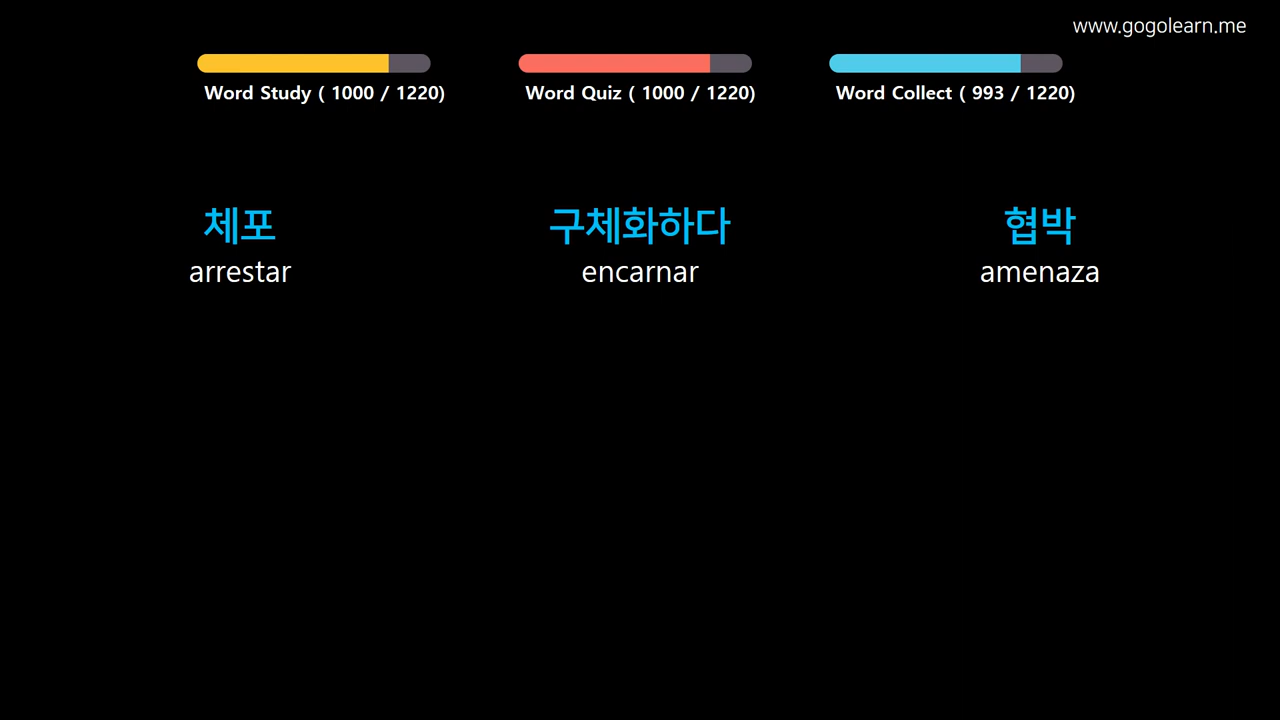 www.gogolearn.me
Word Study ( 1000 / 1220)
Word Quiz ( 1000 / 1220)
Word Collect ( 993 / 1220)
체포
arrestar
구체화하다
encarnar
협박
amenaza